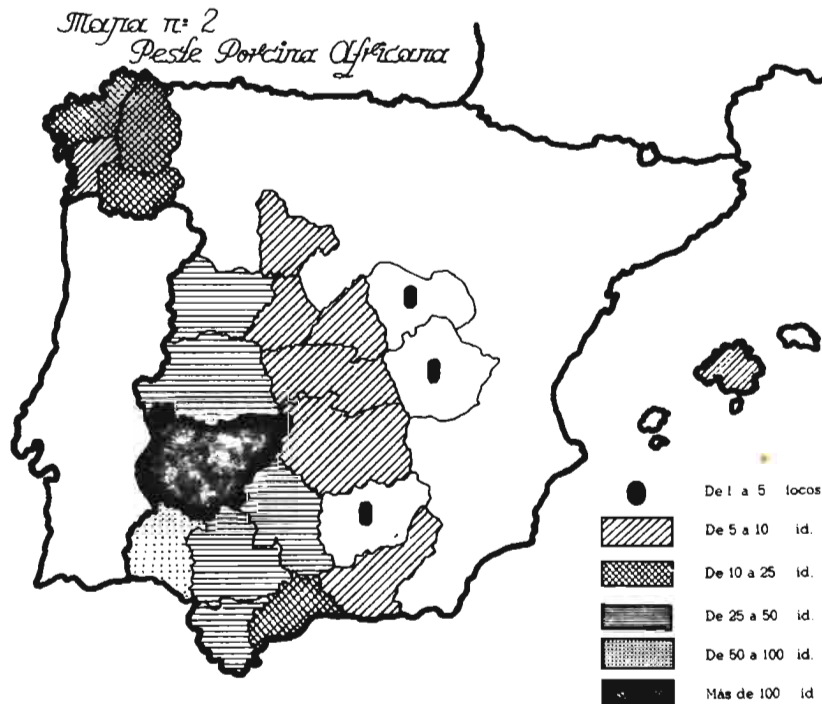 Mapa nº 2
Peste Porcina Africana
De 1 a 5 focos
De 5 a 10 id.
De 10 a 25 id.
De 25 a 50 id.
De 50 a 100 id.
Más de 100 id